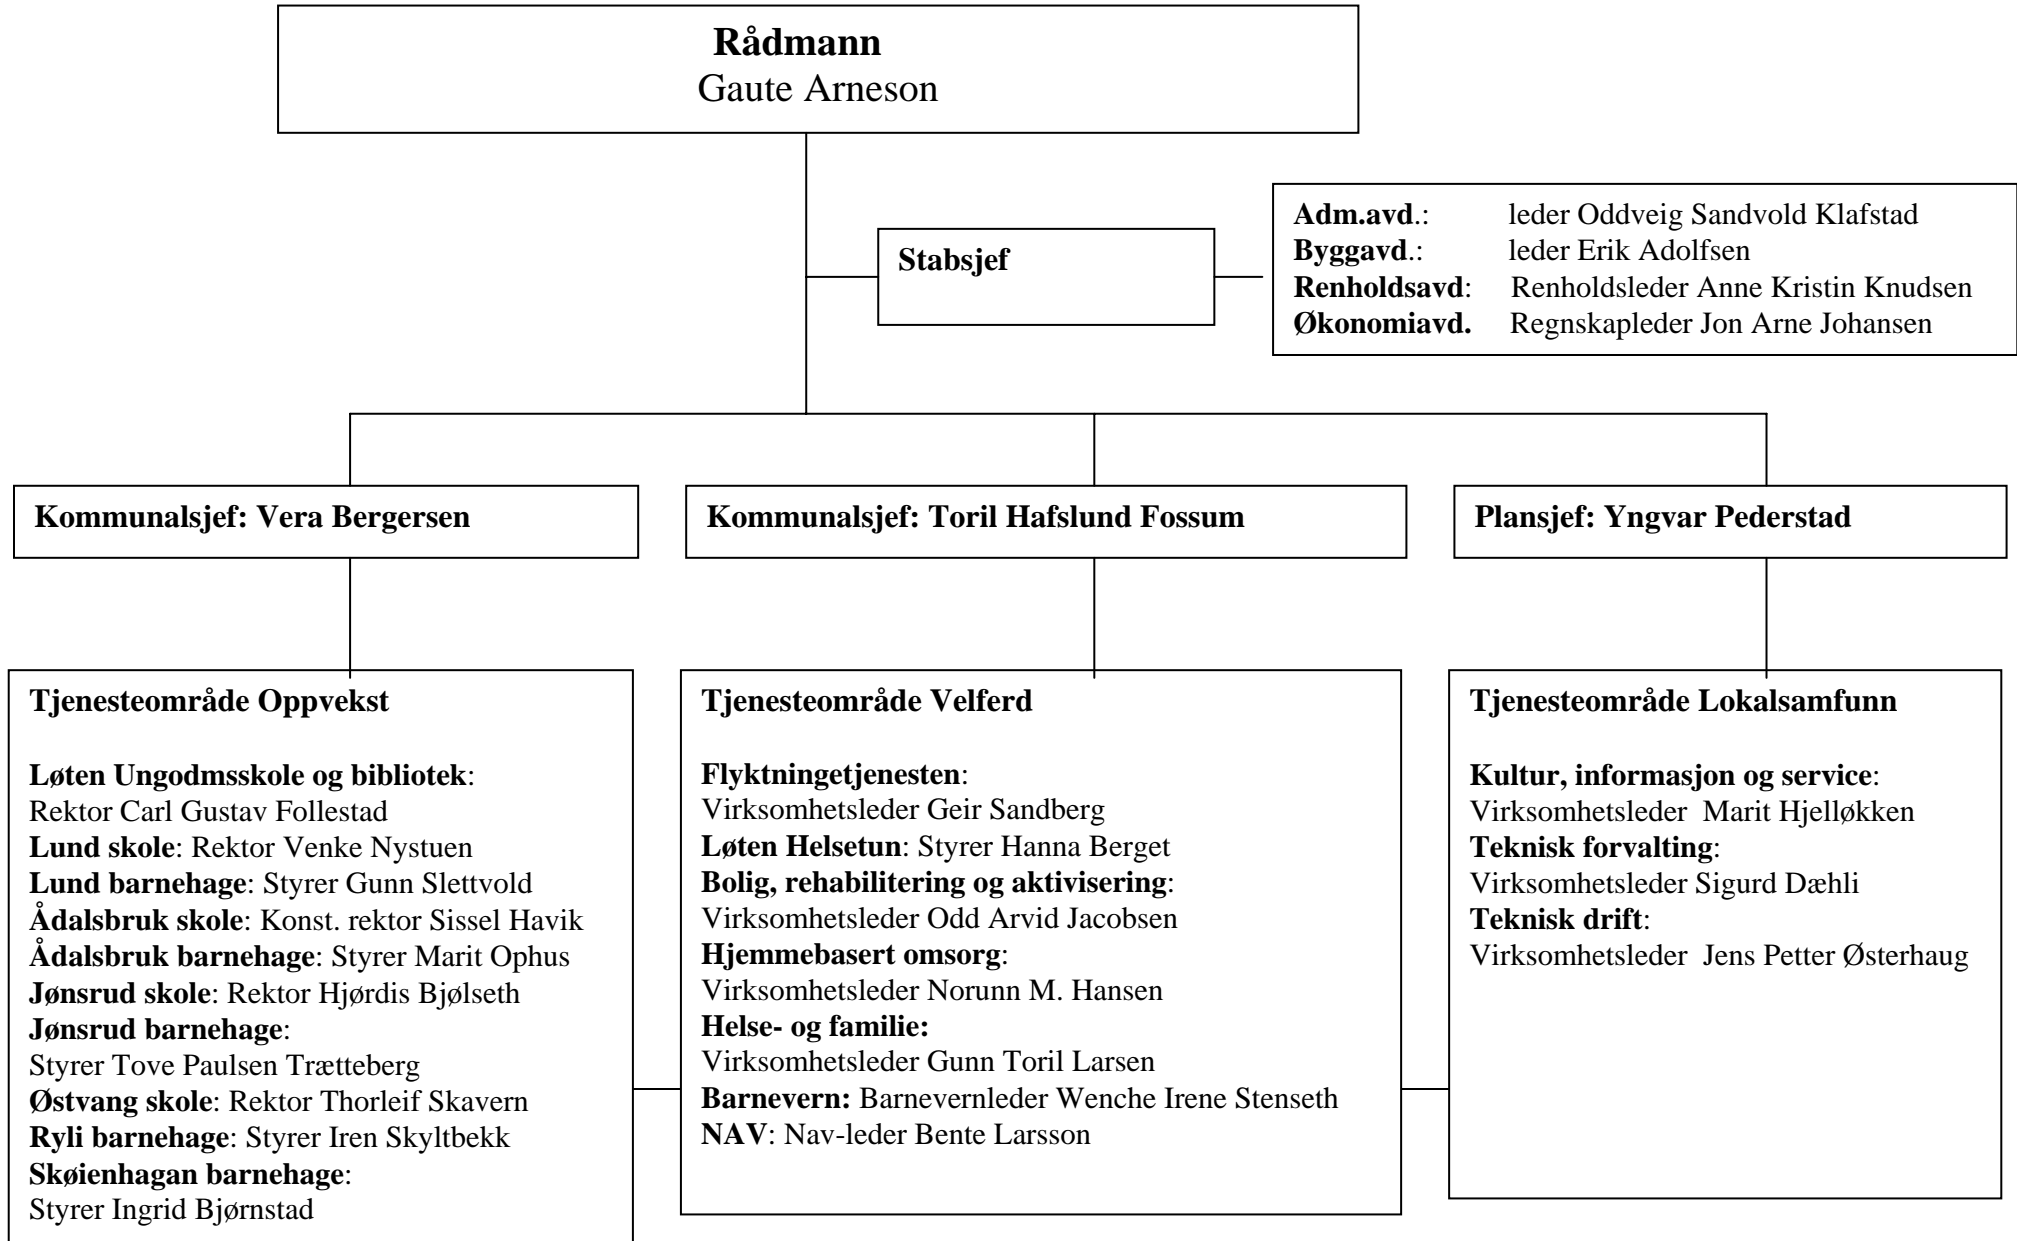 Rådmann
Gaute Arneson
Stabsjef
Adm.avd.: leder Oddveig Sandvold Klafstad
Byggavd.: leder Erik Adolfsen
Renholdsavd: Renholdsleder Anne Kristin Knudsen
Økonomiavd. Regnskapleder Jon Arne Johansen
Kommunalsjef: Vera Bergersen
Kommunalsjef: Toril Hafslund Fossum
Plansjef: Yngvar Pederstad
Tjenesteområde Oppvekst
Løten Ungodmsskole og bibliotek:
Rektor Carl Gustav Follestad
Lund skole: Rektor Venke Nystuen
Lund barnehage: Styrer Gunn Slettvold
Ådalsbruk skole: Konst. rektor Sissel Havik
Ådalsbruk barnehage: Styrer Marit Ophus
Jønsrud skole: Rektor Hjørdis Bjølseth
Jønsrud barnehage:
Styrer Tove Paulsen Trætteberg
Østvang skole: Rektor Thorleif Skavern
Ryli barnehage: Styrer Iren Skyltbekk
Skøienhagan barnehage:
Styrer Ingrid Bjørnstad
Tjenesteområde Velferd
Flyktningetjenesten:
Virksomhetsleder Geir Sandberg
Løten Helsetun: Styrer Hanna Berget
Bolig, rehabilitering og aktivisering:
Virksomhetsleder Odd Arvid Jacobsen
Hjemmebasert omsorg:
Virksomhetsleder Norunn M. Hansen
Helse- og familie:
Virksomhetsleder Gunn Toril Larsen
Barnevern: Barnevernleder Wenche Irene Stenseth
NAV: Nav-leder Bente Larsson
Tjenesteområde Lokalsamfunn
Kultur, informasjon og service:
Virksomhetsleder Marit Hjelløkken
Teknisk forvalting:
Virksomhetsleder Sigurd Dæhli
Teknisk drift:
Virksomhetsleder Jens Petter Østerhaug